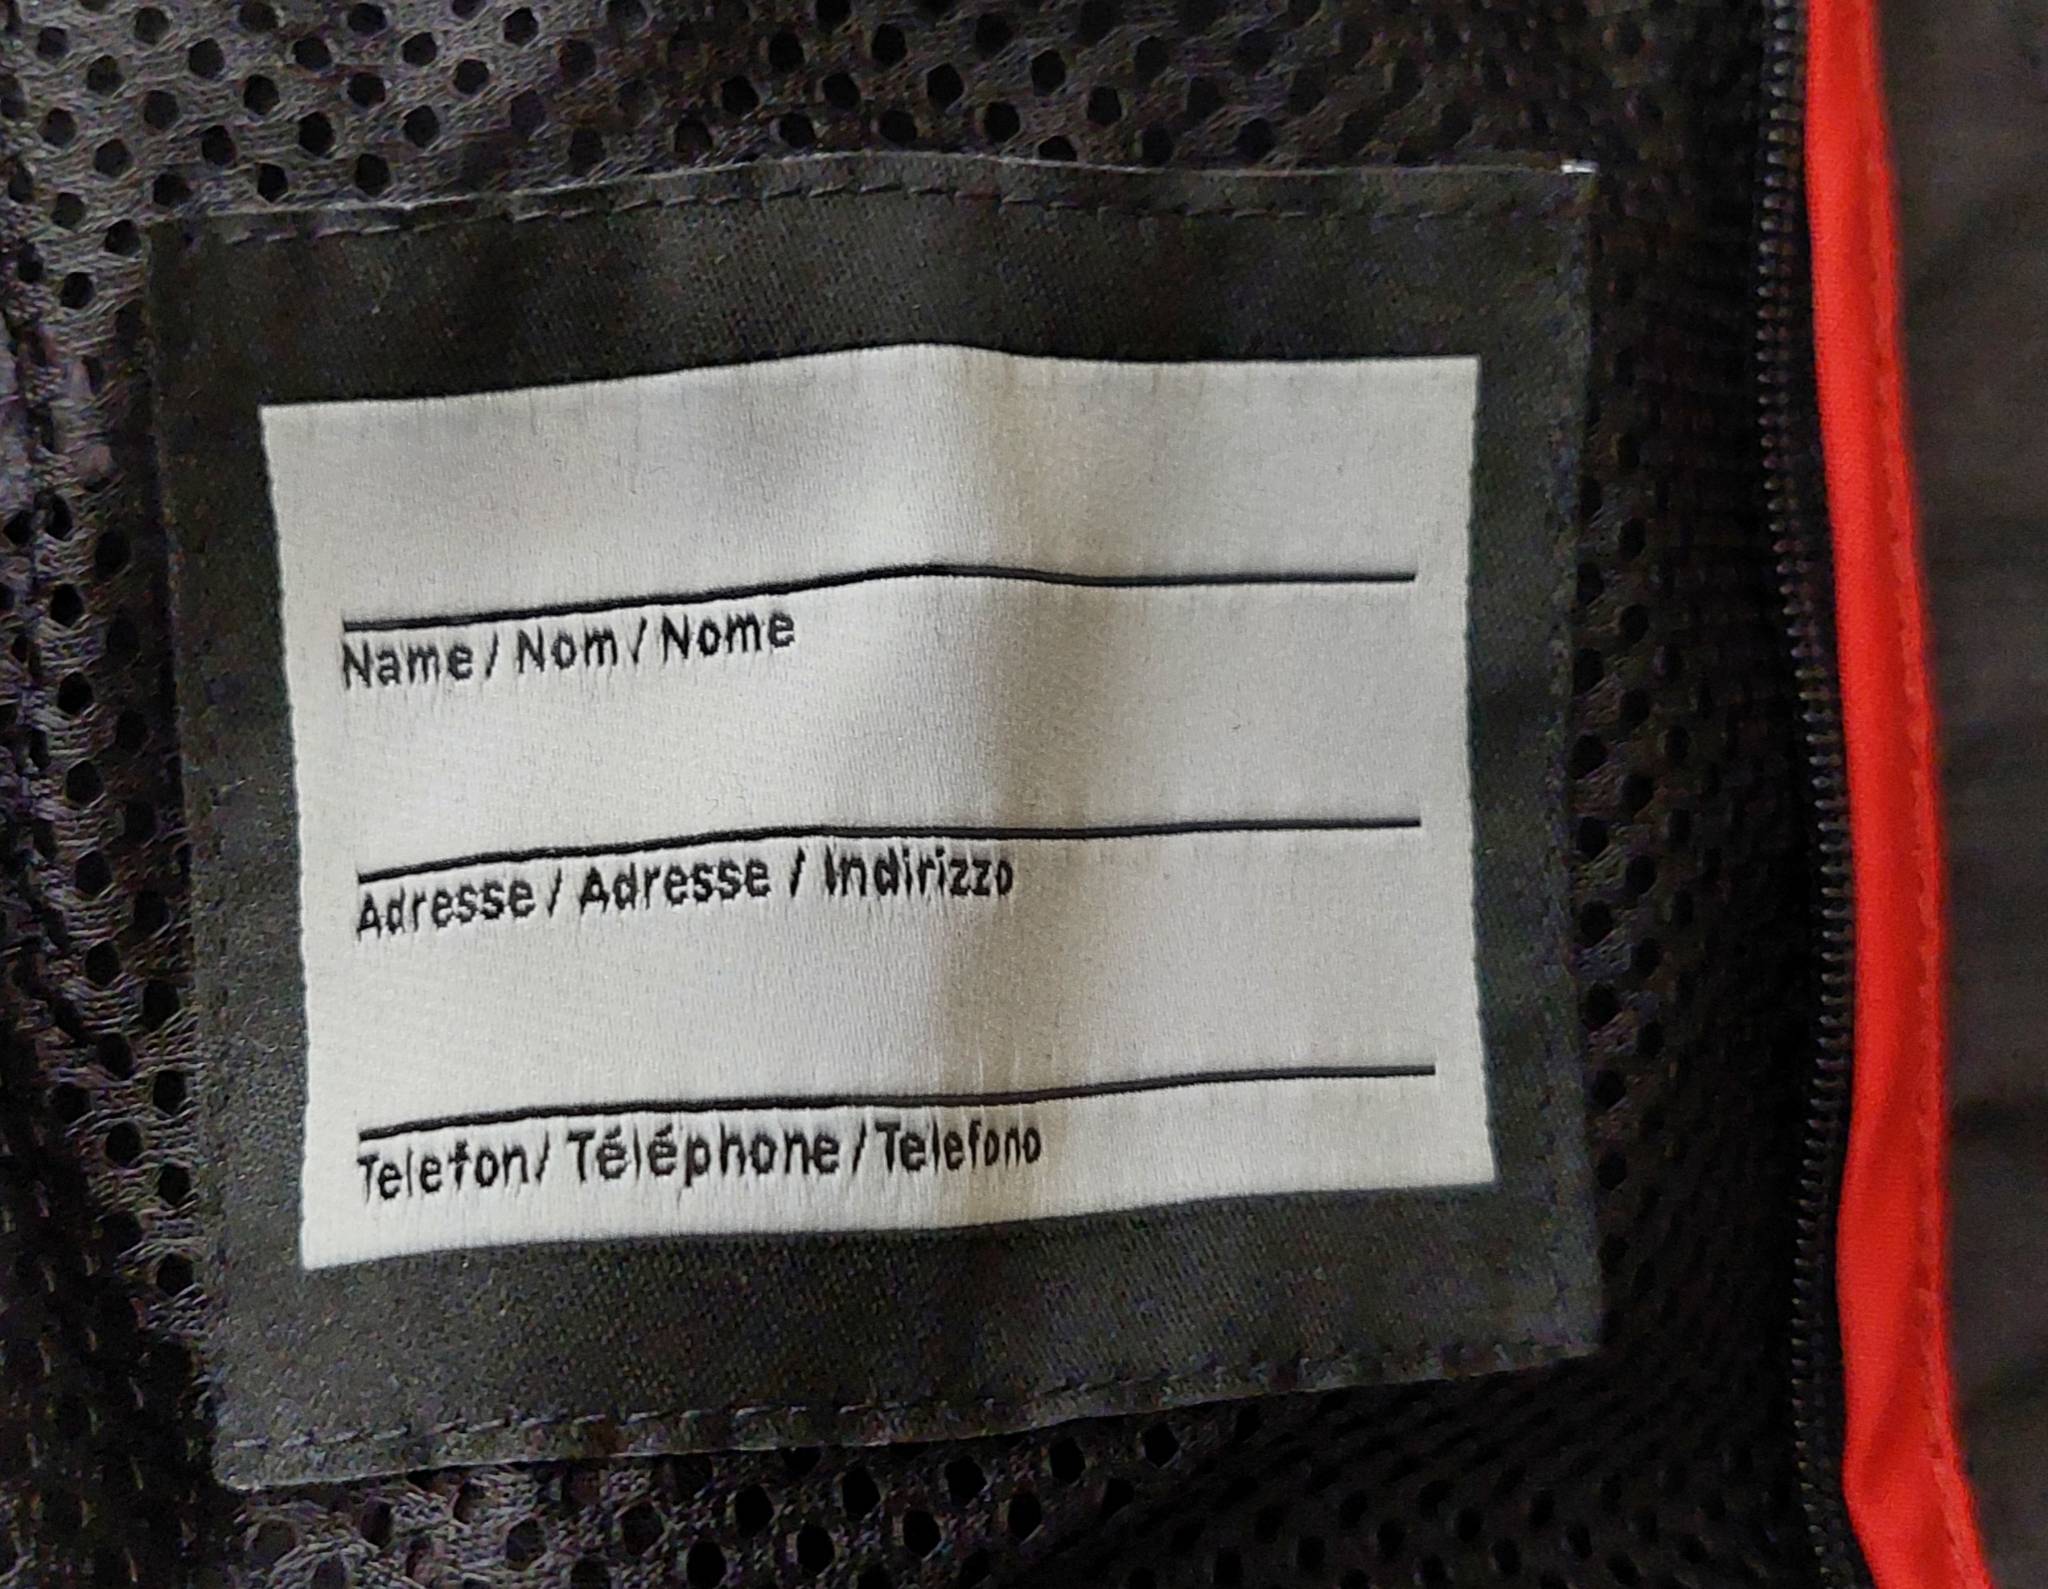 Name / Nom / Nome
Adresse / Adresse / Indirizzo
Telefon / Téléphone / Telefono